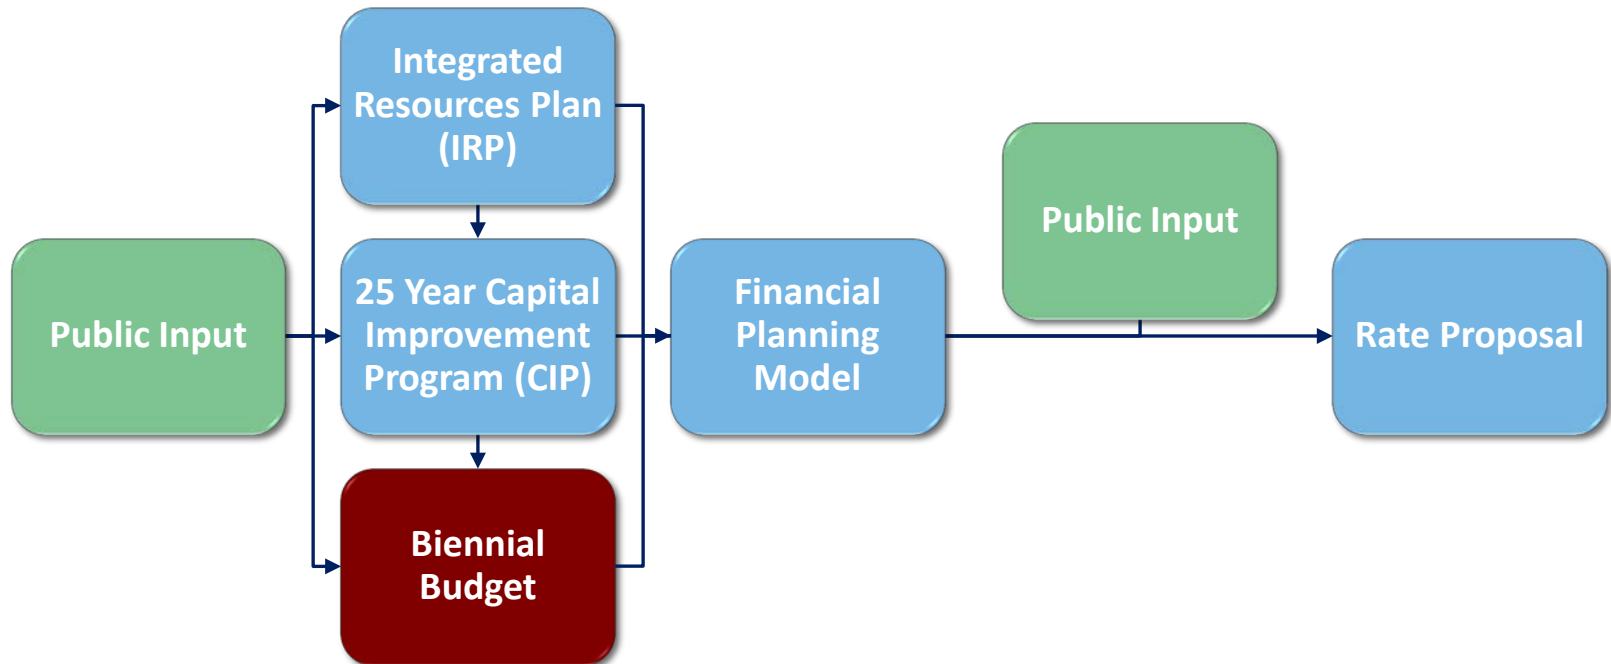 Public Input
Integrated
Resources Plan
(IRP)
25 Year Capital
Improvement
Program (CIP)
Biennial
Budget
Financial
Planning
Model
Public Input
Rate Proposal